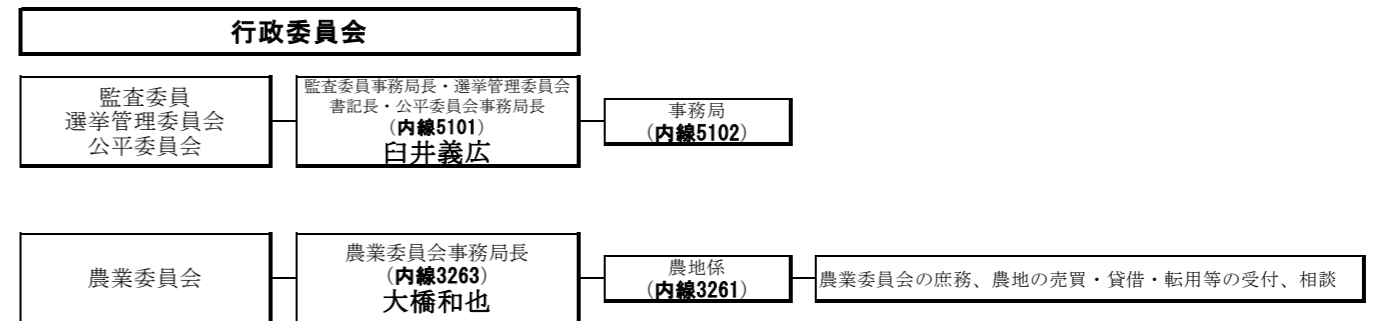 行政委員会
監査委員
選挙管理委員会
公平委員会
監査委員事務局長・選挙管理委員会
書記長・公平委員会事務局長
(内線5101)
臼井義広
事務局
(内線5102)
農業委員会
農業委員会事務局長
(内線3263)
大橋和也
農地係
(内線3261)
農業委員会の庶務、農地の売買・貸借・転用等の受付、相談